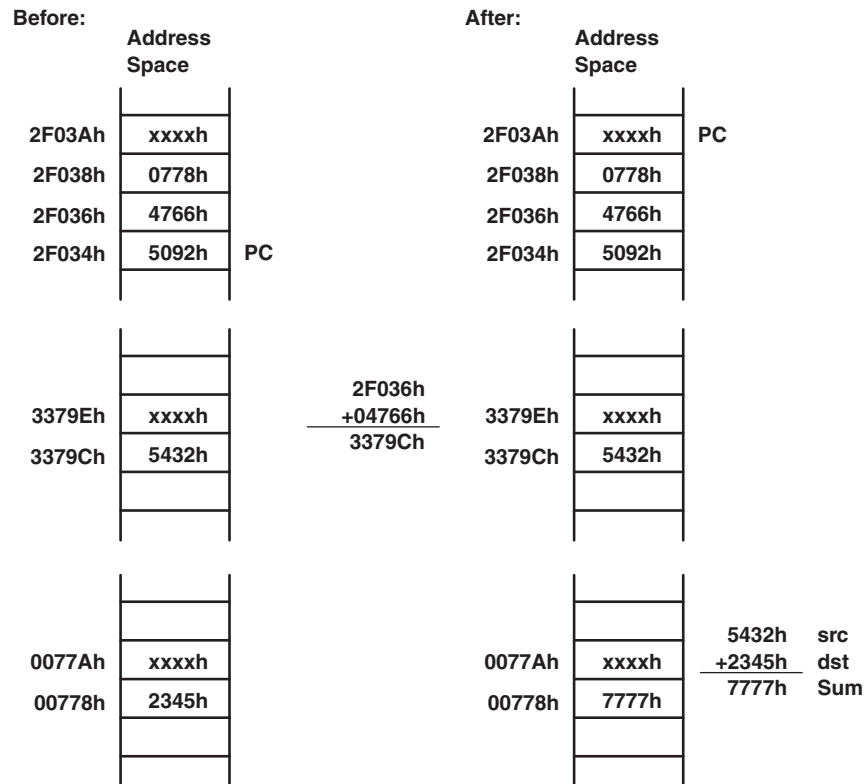 Before:
Address
Space
2F03Ah xxxxh
2F038h 0778h
2F036h 4766h
2F034h 5092h PC
3379Eh xxxxh
3379Ch 5432h
2F036h
+04766h
3379Ch
0077Ah xxxxh
00778h 2345h
After:
Address
Space
2F03Ah xxxxh PC
2F038h 0778h
2F036h 4766h
2F034h 5092h
3379Eh xxxxh
3379Ch 5432h
0077Ah xxxxh
00778h 7777h
5432h src
+2345h dst
7777h Sum